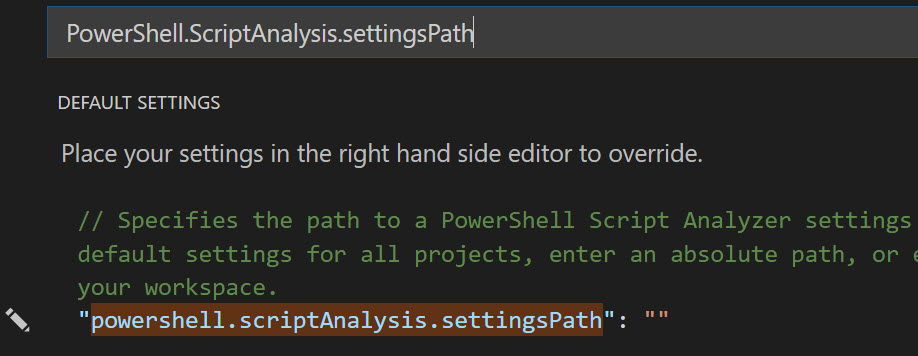 PowerShell.ScriptAnalysis.settingsPath
DEFAULT SETTINGS
Place your settings in the right hand side editor to override.
// Specifies the path to a PowerShell Script Analyzer settings
default settings for all projects, enter an absolute path, or
your workspace.
"powershell.scriptAnalysis.settingsPath": ""